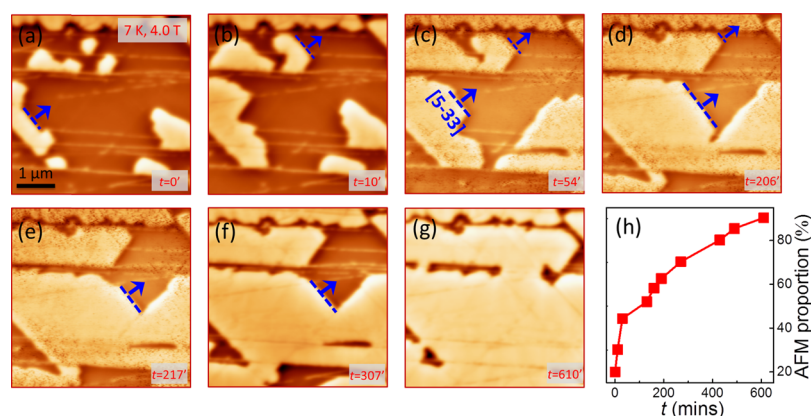 (a)
7 K, 4.0 T
1 μm
t=0’
(b)
t=10’
(c)
[5-33]
t=54’
(d)
t=206’
(e)
t=217’
(f)
t=307’
(g)
t=610’
(h)
80
60
40
20
AFM proportion (%)
0
200
400
600
t (mins)